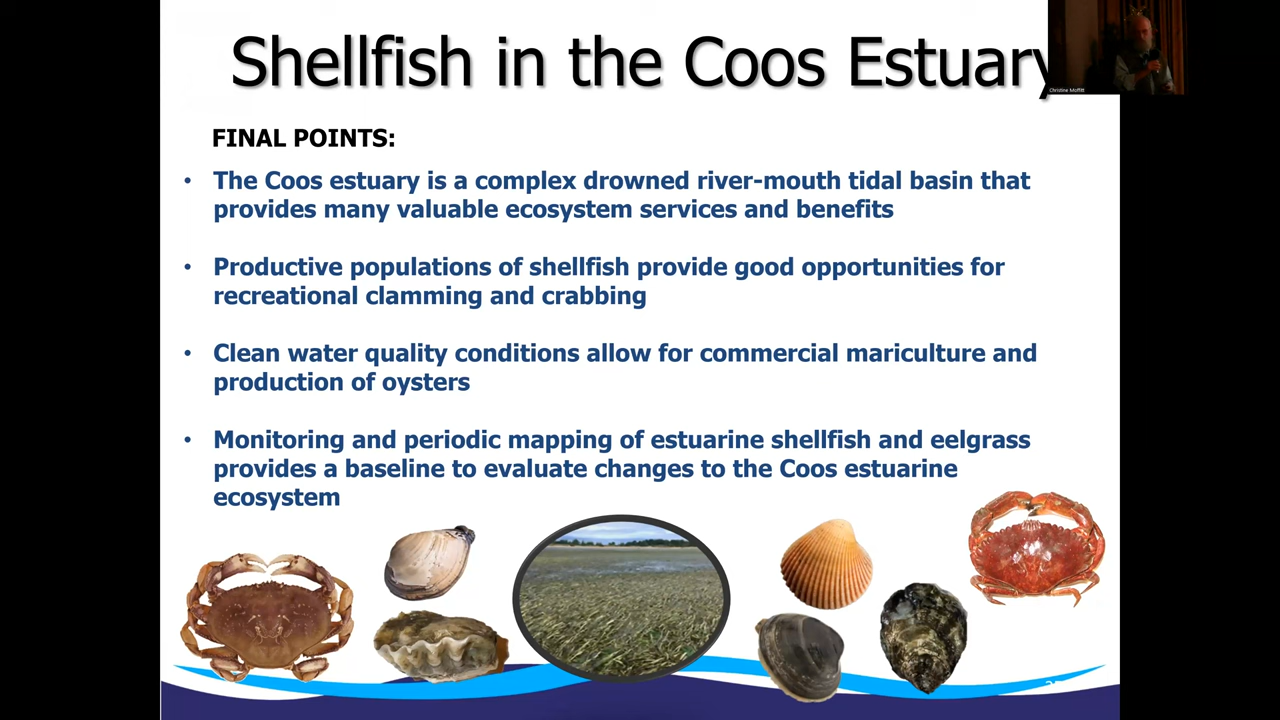 Shellfish in the Coos Estuary
Christine Moffitt
FINAL POINTS:
• The Coos estuary is a complex drowned river-mouth tidal basin that
provides many valuable ecosystem services and benefits
• Productive populations of shellfish provide good opportunities for
recreational clamming and crabbing
• Clean water quality conditions allow for commercial mariculture and
production of oysters
• Monitoring and periodic mapping of estuarine shellfish and eelgrass
provides a baseline to evaluate changes to the Coos estuarine
ecosystem